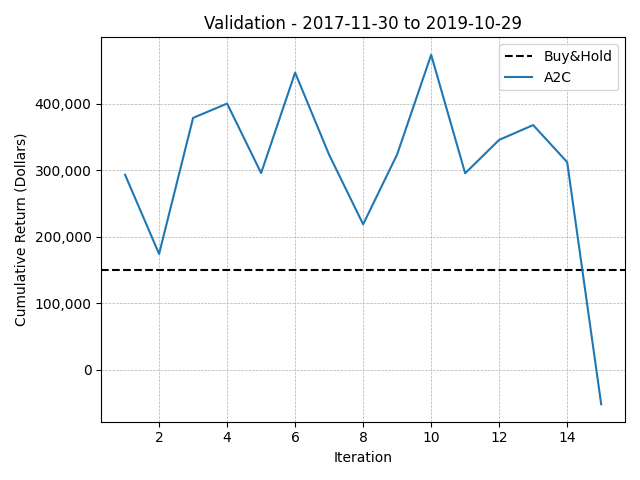 Validation - 2017-11-30 to 2019-10-29
Buy&Hold
A2C
Cumulative Return (Dollars)
400,000
300,000
200,000
100,000
0
2 4 6 8 10 12 14
Iteration